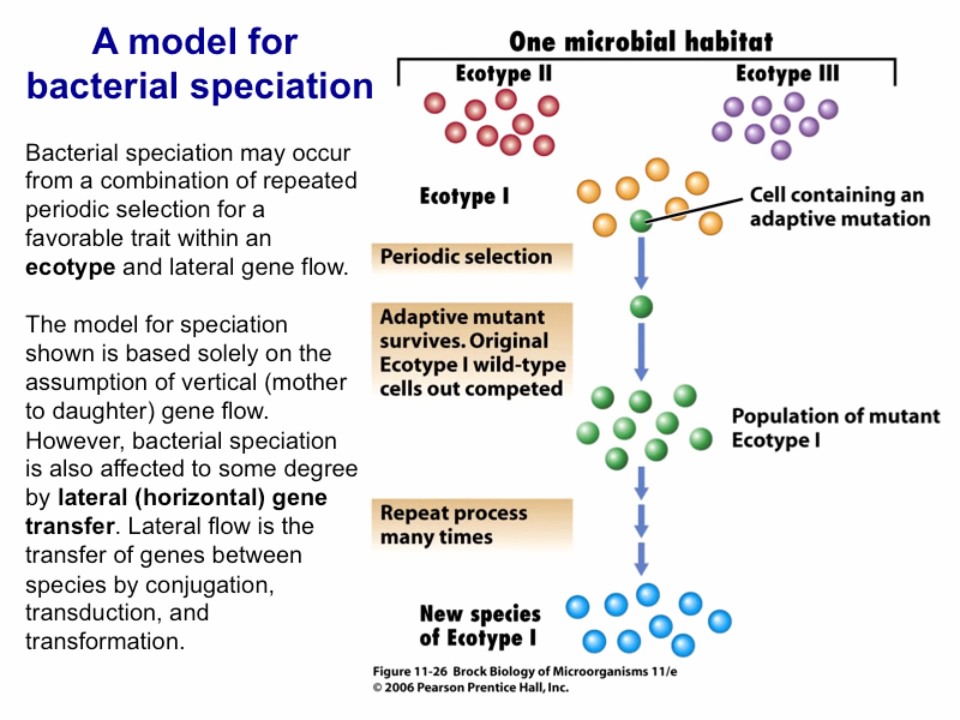 A model for
bacterial speciation
Bacterial speciation may occur
from a combination of repeated
periodic selection for a
favorable trait within an
ecotype and lateral gene flow.
The model for speciation
shown is based solely on the
assumption of vertical (mother
to daughter) gene flow.
However, bacterial speciation
is also affected to some degree
by lateral (horizontal) gene
transfer. Lateral flow is the
transfer of genes between
species by conjugation,
transduction, and
transformation.
One microbial habitat
Ecotype II
Ecotype III
Ecotype I
Cell containing an
adaptive mutation
Periodic selection
Adaptive mutant
survives. Original
Ecotype I wild-type
cells out competed
Population of mutant
Ecotype I
Repeat process
many times
New species
of Ecotype I
Figure 11-26 Brock Biology of Microorganisms 11/e
© 2006 Pearson Prentice Hall, Inc.